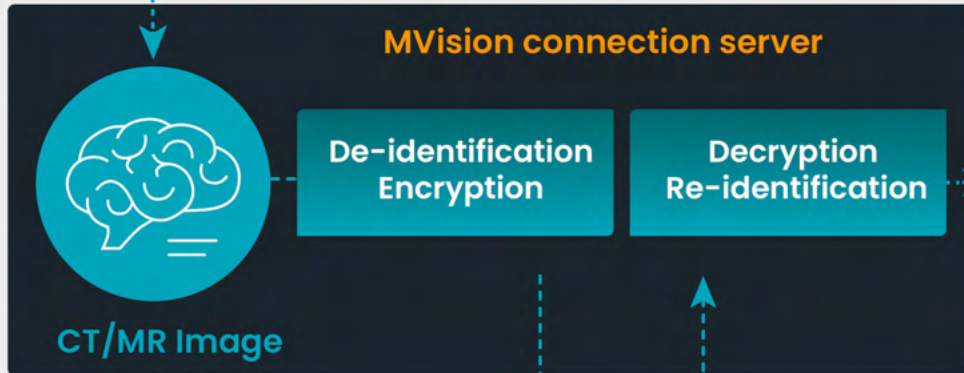 MVision connection server
De-identification
Encryption
Decryption
Re-identification
CT/MR Image